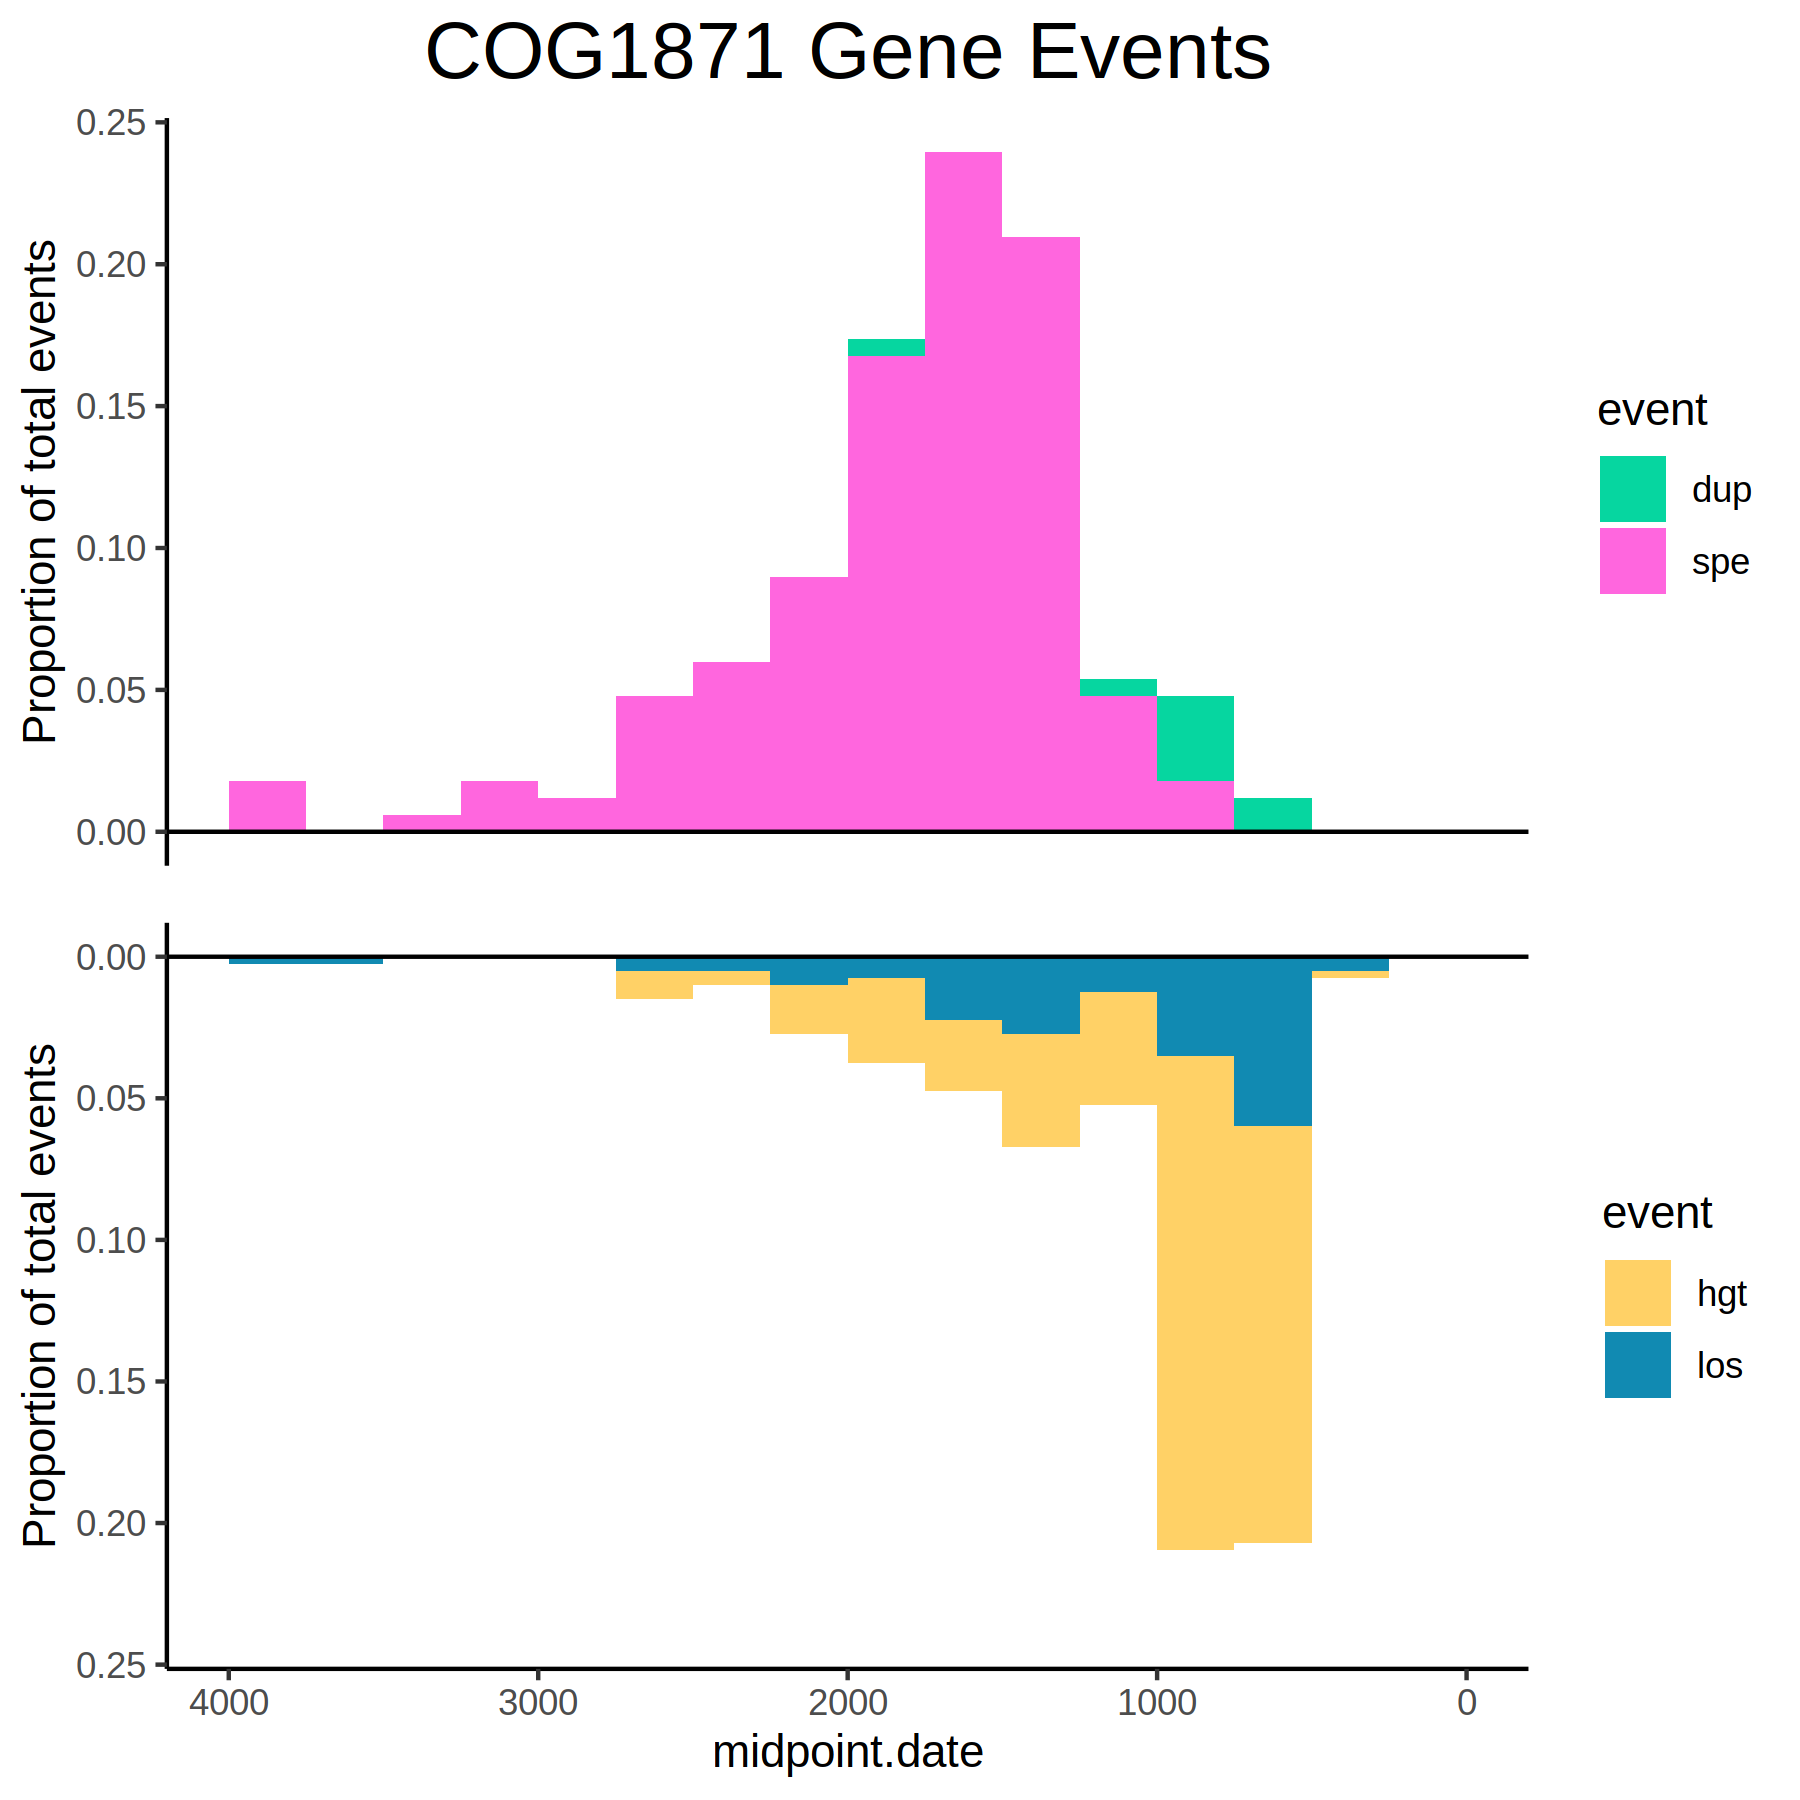 COG1871 Gene Events
Proportion of total events
0.25
0.20
0.15
0.10
0.05
0.00
event
dup
spe
Proportion of total events
0.00
0.05
0.10
0.15
0.20
0.25
event
hgt
los
4000 3000 2000 1000 0
midpoint.date